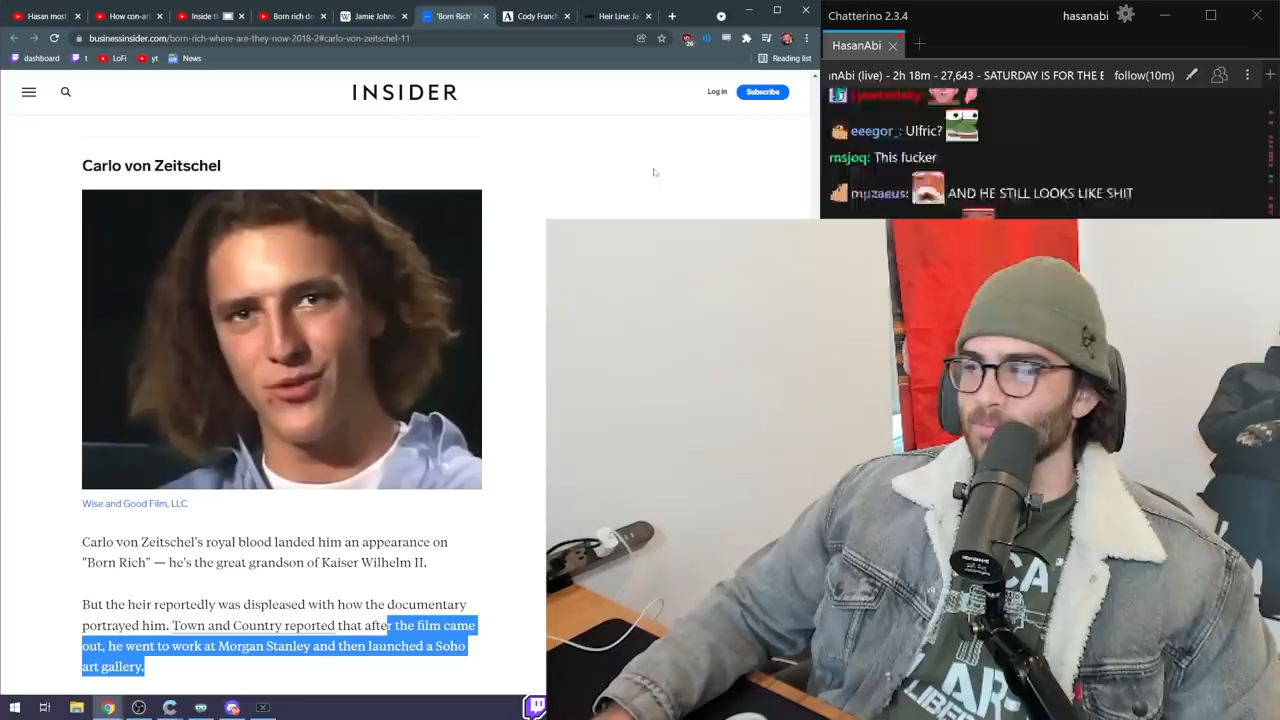 Hasan most
How con-art
Inside th
Born rich do
Jamie Johns
'Born Rich'
Cody Franch
Heir Line: Ja
businessinsider.com/born-rich-where-are-they-now-2018-2#carlo-von-zeitschel-11
dashboard
t
LoFi
yt
News
Reading list
INSIDER
Log in
Subscribe
Carlo von Zeitschel
Wise and Good Film, LLC
Carlo von Zeitschel's royal blood landed him an appearance on
"Born Rich" — he's the great grandson of Kaiser Wilhelm II.
But the heir reportedly was displeased with how the documentary
portrayed him. Town and Country reported that after the film came
out, he went to work at Morgan Stanley and then launched a Soho
art gallery.
Chatterino 2.3.4
hasanabi
HasanAbi
nAbi (live) - 2h 18m - 27,643 - SATURDAY IS FOR THE E
follow(10m)
eeegor_: Ulfric?
msjoq: This fucker
AND HE STILL LOOKS LIKE SHIT
CA
LIBER